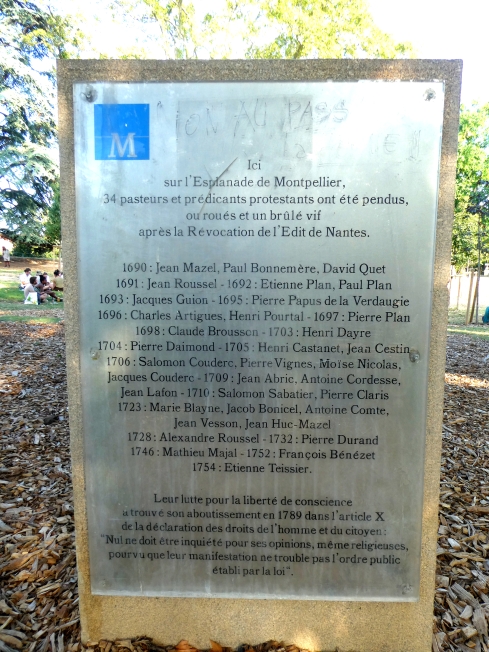 NON AU PASS
M
Ici
sur l'Esplanade de Montpellier,
34 pasteurs et prédicants protestants ont été pendus,
ou roués et un brûlé vif
après la Révocation de l'Edit de Nantes.
1690 : Jean Mazel, Paul Bonnemère, David Quet
1691 : Jean Roussel - 1692 : Etienne Plan, Paul Plan
1693 : Jacques Guion - 1695 : Pierre Papus de la Verdaugie
1696 : Charles Artigues, Henri Pourtal - 1697 : Pierre Plan
1698 : Claude Brousson - 1703 : Henri Dayre
1704 : Pierre Daimond - 1705 : Henri Castanet, Jean Cestin
1706 : Salomon Couderc, Pierre Vignes, Moïse Nicolas,
Jacques Couderc - 1709 : Jean Abric, Antoine Cordesse,
Jean Lafon - 1710 : Salomon Sabatier, Pierre Claris
1723 : Marie Blayne, Jacob Bonicel, Antoine Comte,
Jean Vesson, Jean Huc-Mazel
1728 : Alexandre Roussel - 1732 : Pierre Durand
1746 : Mathieu Majal - 1752 : François Bénézet
1754 : Etienne Teissier.
Leur lutte pour la liberté de conscience
a trouvé son aboutissement en 1789 dans l'article X
de la déclaration des droits de l'homme et du citoyen :
"Nul ne doit être inquiété pour ses opinions, même religieuses,
pourvu que leur manifestation ne trouble pas l'ordre public
établi par la loi".